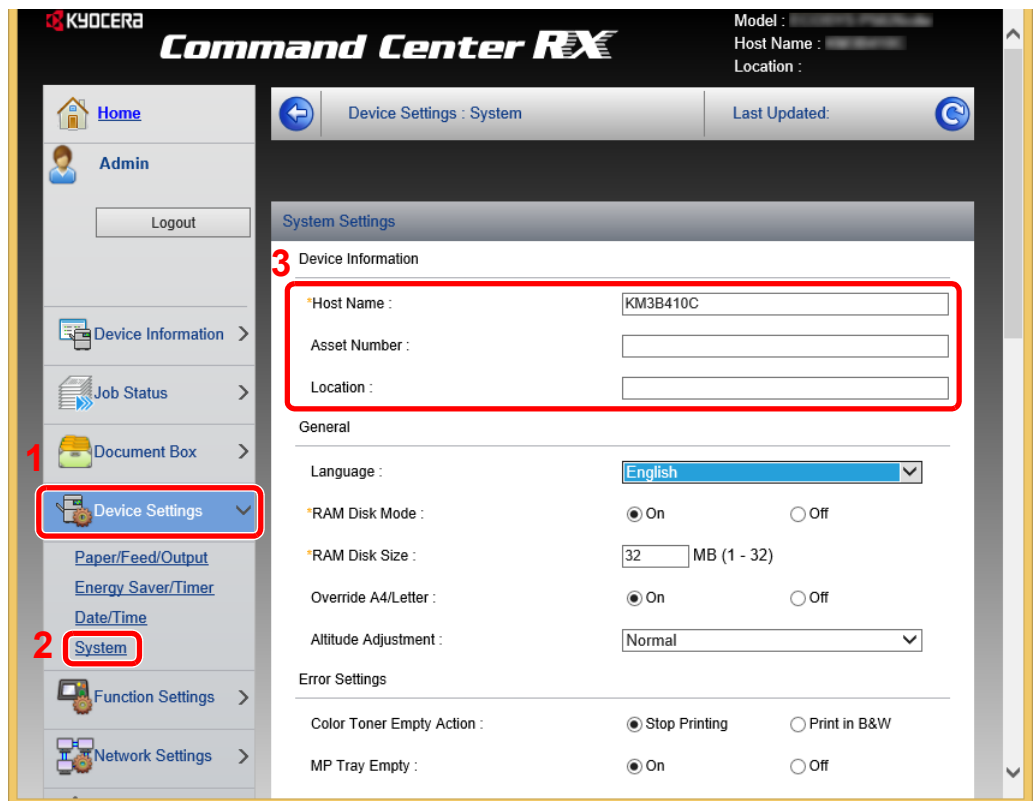 KYOCERA
Command Center RX
Model :
Host Name :
Location :
Home
Admin
Logout
Device Settings : System
Last Updated:
System Settings
3
Device Information
*Host Name : KM3B410C
Asset Number :
Location :
General
Language : English
*RAM Disk Mode : On Off
*RAM Disk Size : 32 MB (1 - 32)
Override A4/Letter : On Off
Altitude Adjustment : Normal
Error Settings
Color Toner Empty Action : Stop Printing Print in B&W
MP Tray Empty : On Off
Device Information
Job Status
1
Document Box
Device Settings
Paper/Feed/Output
Energy Saver/Timer
Date/Time
2
System
Function Settings
Network Settings